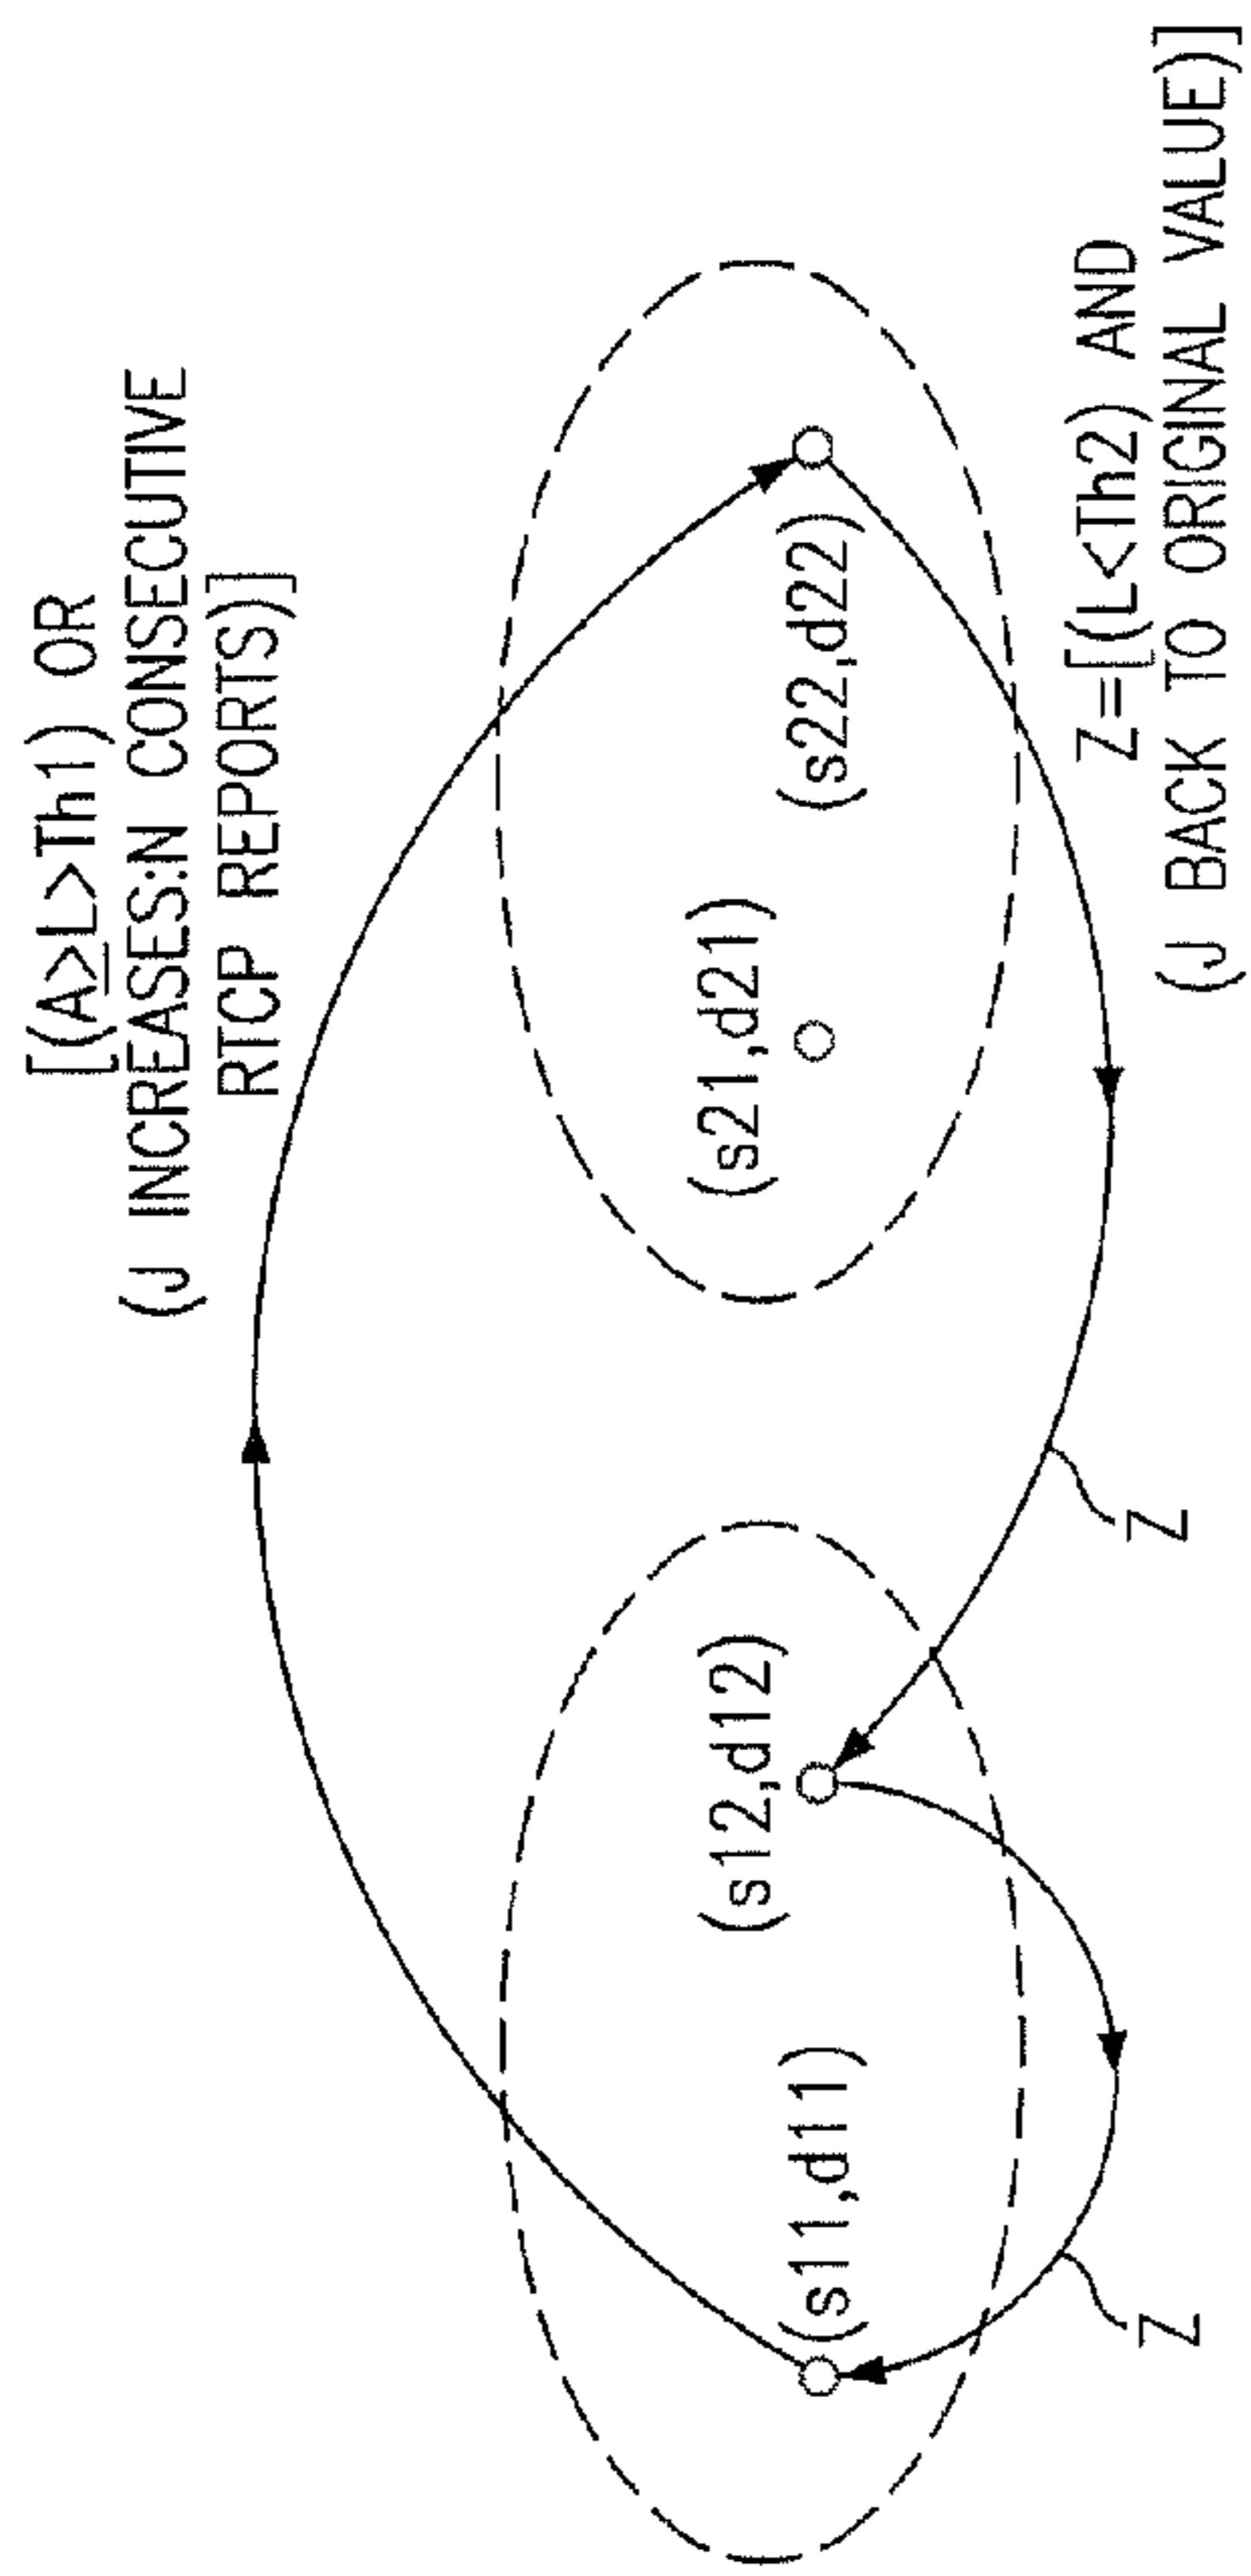 [(A≥L>Th1) OR
(J INCREASES:N CONSECUTIVE
RTCP REPORTS)]
(s11,d11)
(s12,d12)
(s21,d21)
(s22,d22)
Z
Z
Z=[(L<Th2) AND
(J BACK TO ORIGINAL VALUE)]